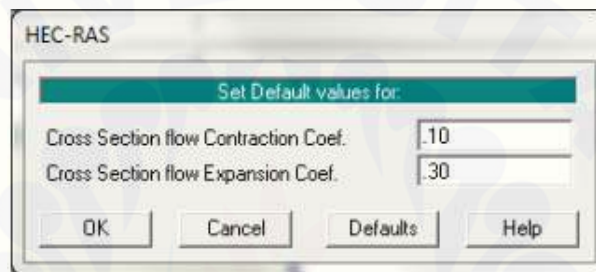 HEC-RAS
Set Default values for:
Cross Section flow Contraction Coef. .10
Cross Section flow Expansion Coef. .30
OK Cancel Defaults Help